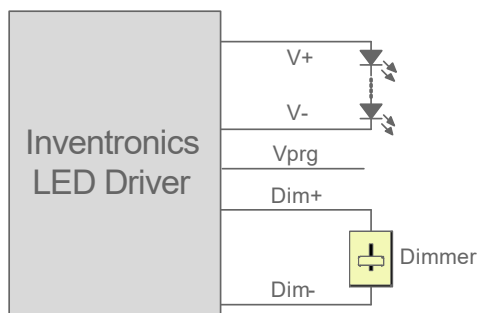 V+
V-
Inventronics
LED Driver
Vprg
Dim+
Dimmer
Dim-